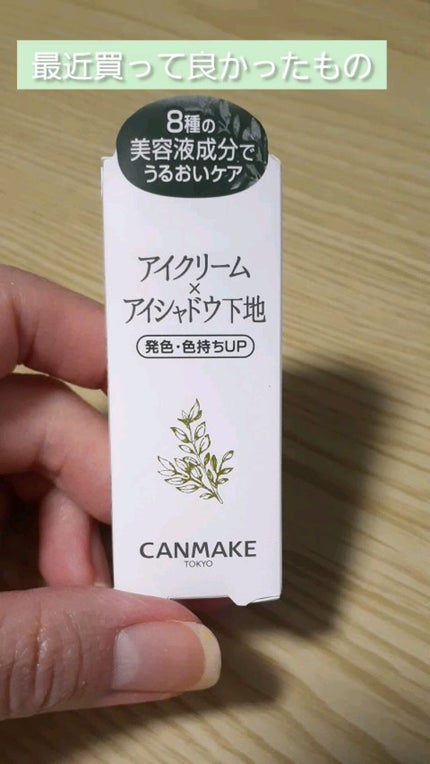 最近買って良かったもの
8種の
美容液成分で
うるおいケア
アイクリーム
×
アイシャドウ下地
発色・色持ちUP
CANMAKE
TOKYO